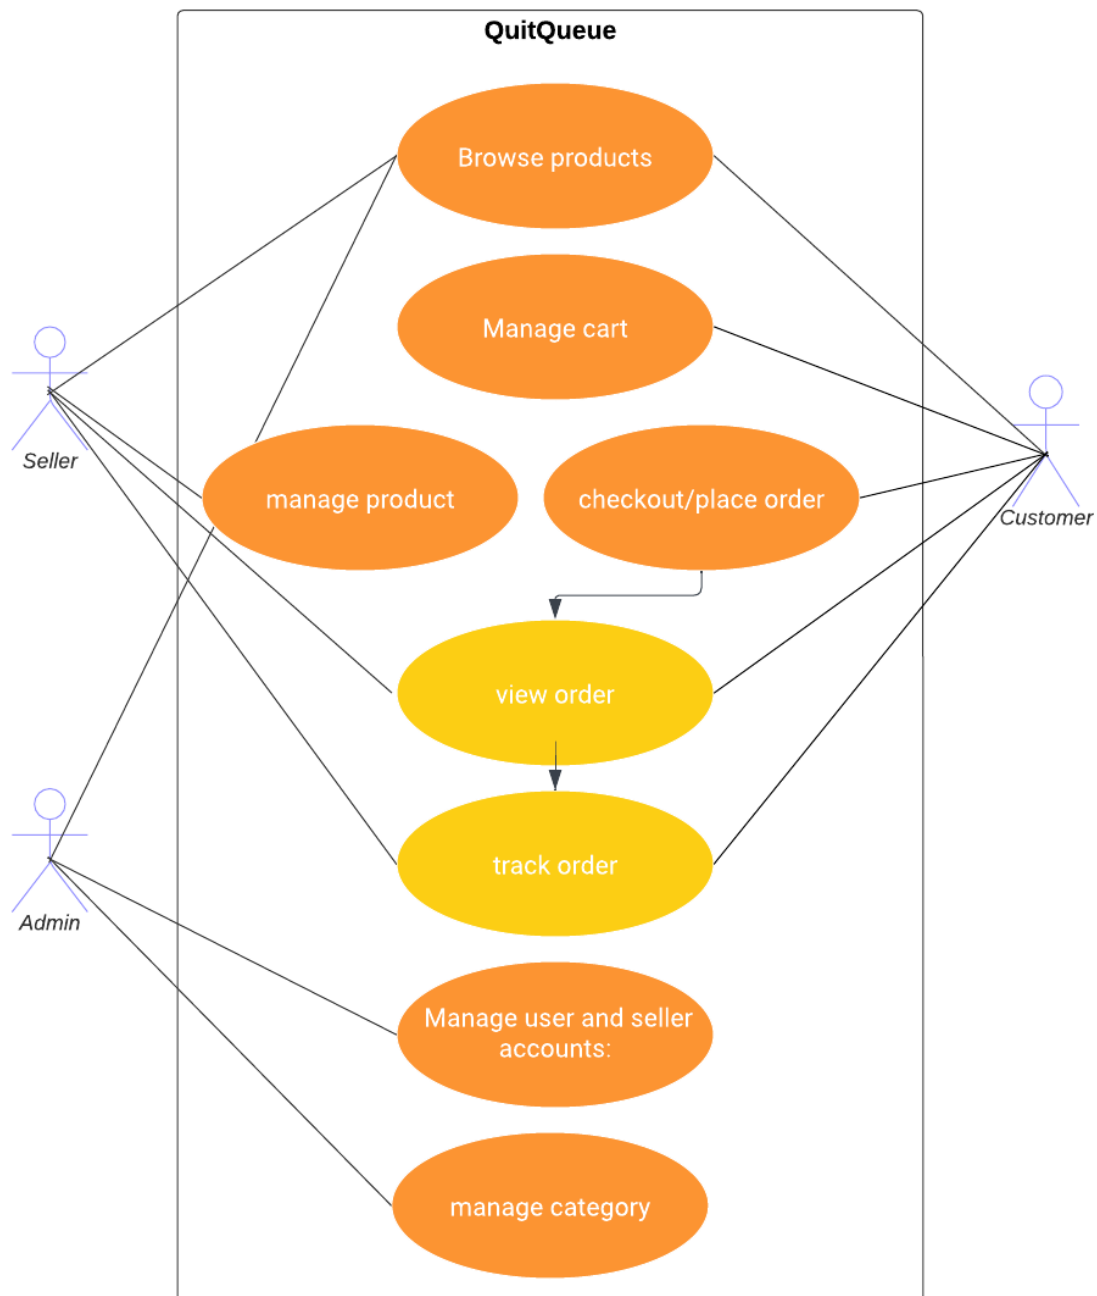 QuitQueue
Browse products
Manage cart
Seller
manage product
checkout/place order
Customer
view order
track order
Admin
Manage user and seller
accounts:
manage category